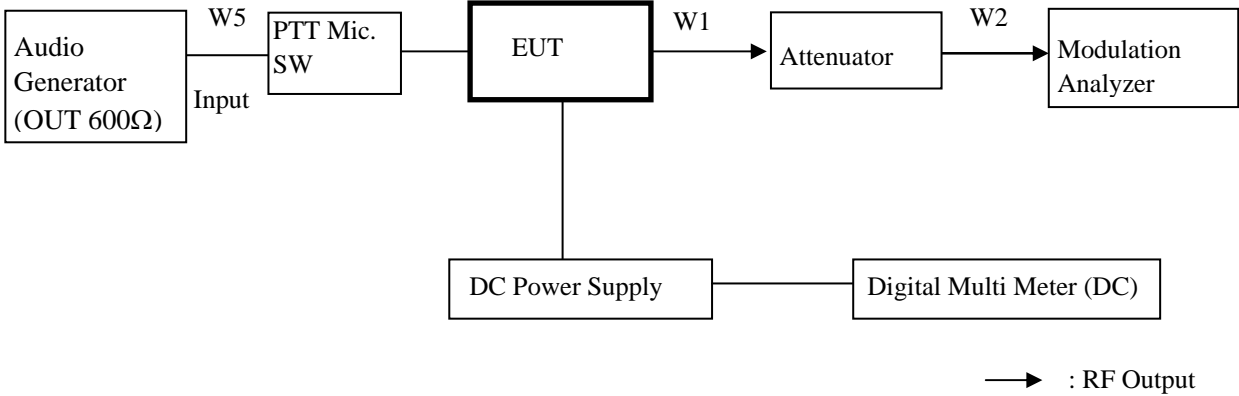 W5
Audio
Generator
(OUT 600Ω)
Input
PTT Mic.
SW
EUT
W1
Attenuator
W2
Modulation
Analyzer
DC Power Supply
Digital Multi Meter (DC)
: RF Output